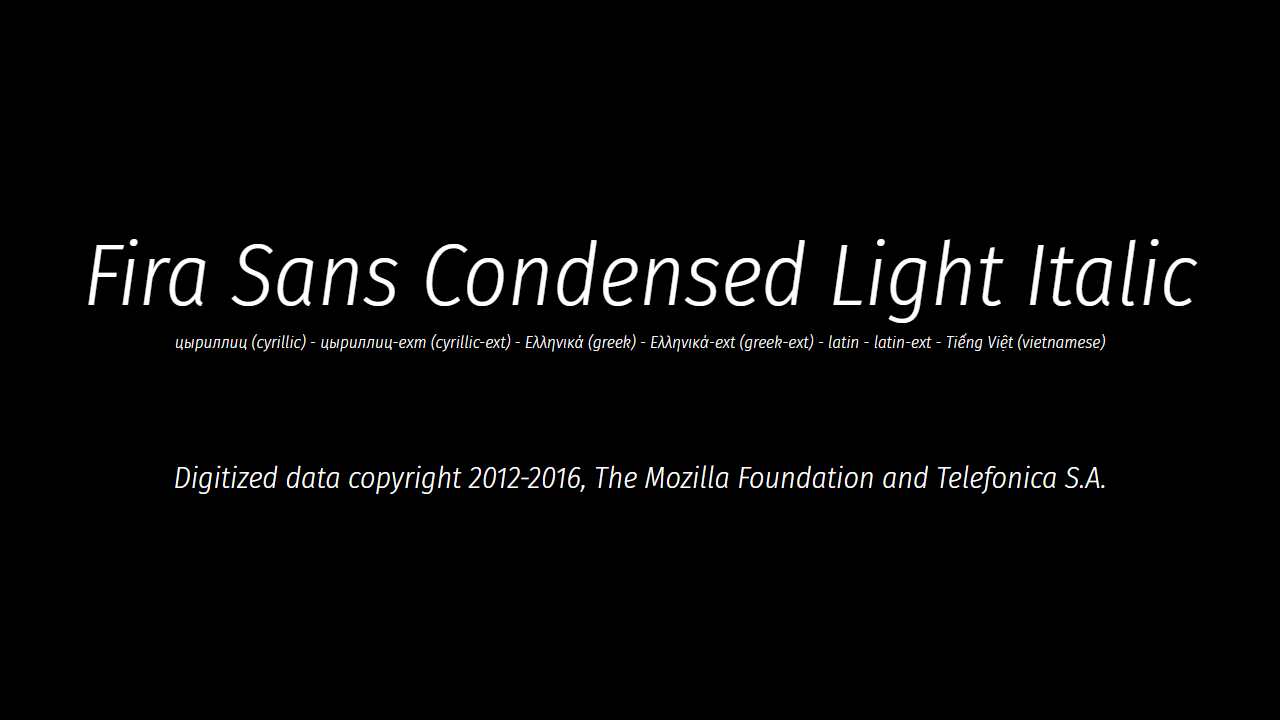 Fira Sans Condensed Light Italic
цыриллиц (cyrillic) - цыриллиц-ext (cyrillic-ext) - Ελληνικά (greek) - Ελληνικά-ext (greek-ext) - latin - latin-ext - Tiếng Việt (vietnamese)
Digitized data copyright 2012-2016, The Mozilla Foundation and Telefonica S.A.